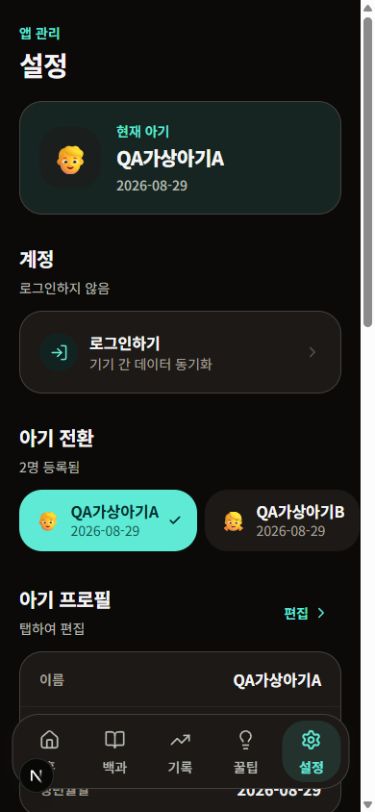 앱 관리
설정
현재 아기
QA가상아기A
2026-08-29
계정
로그인하지 않음
로그인하기
기기 간 데이터 동기화
아기 전환
2명 등록됨
QA가상아기A
2026-08-29
QA가상아기B
2026-08-29
아기 프로필
편집
탭하여 편집
이름
QA가상아기A
백과
기록
꿀팁
설정
N
2026-08-29